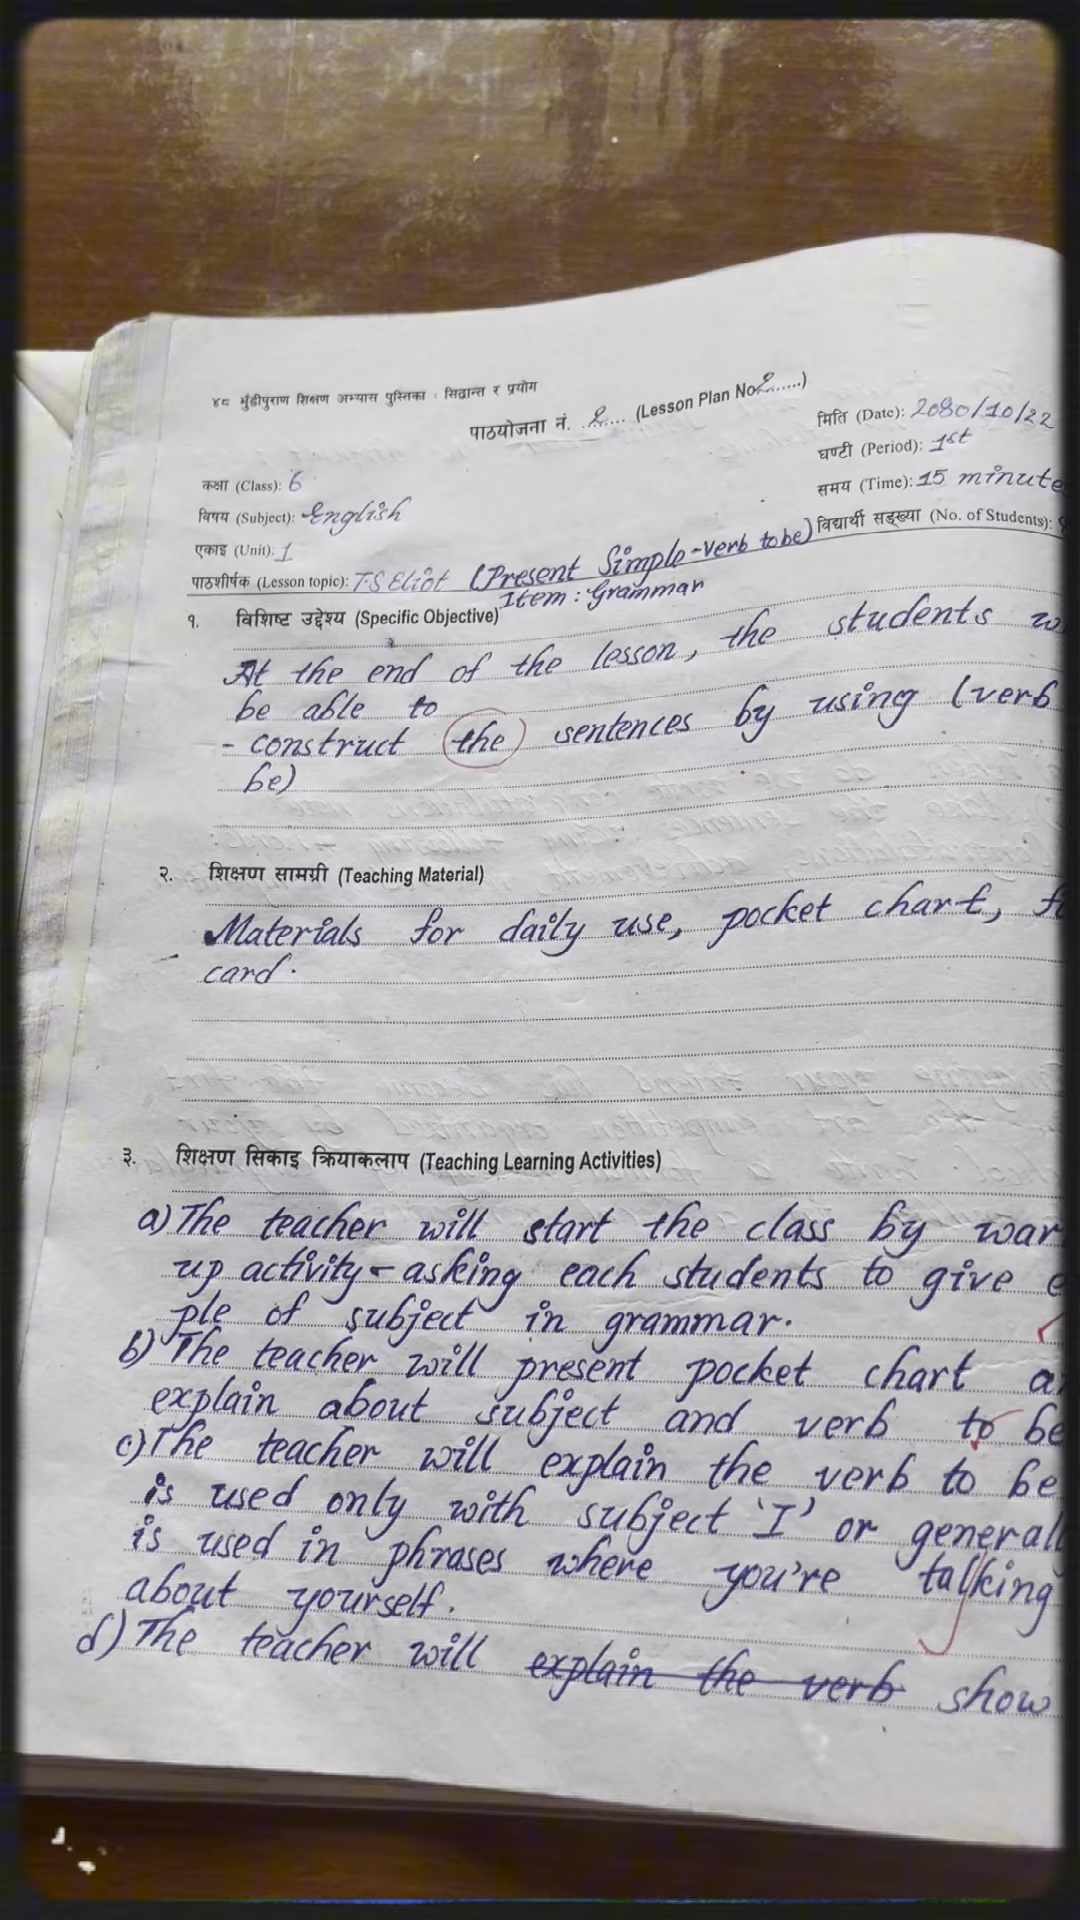 ४८ भुँडीपुराण शिक्षण अभ्यास पुस्तिका : सिद्धान्त र प्रयोग
पाठयोजना नं. 2 (Lesson Plan No 2......)
मिति (Date): 2080/10/22
घण्टी (Period): 1st
कक्षा (Class): 6
समय (Time): 15 minute
विषय (Subject): English
विद्यार्थी सङ्ख्या (No. of Students):
एकाइ (Unit): 1
पाठशीर्षक (Lesson topic): T.S Eliot (Present Simple-verb to be)
Item: Grammar
१. विशिष्ट उद्देश्य (Specific Objective)
At the end of the lesson, the students w
be able to
- construct the sentences by using (verb
be)
२. शिक्षण सामग्री (Teaching Material)
Materials for daily use, pocket chart, f
card.
३. शिक्षण सिकाइ क्रियाकलाप (Teaching Learning Activities)
a) The teacher will start the class by war
up activity - asking each students to give e
ple of subject in grammar.
b) The teacher will present pocket chart a
explain about subject and verb to be
c) The teacher will explain the verb to be
is used only with subject 'I' or general
is used in phrases where you're talking
about yourself.
d) The teacher will explain the verb show